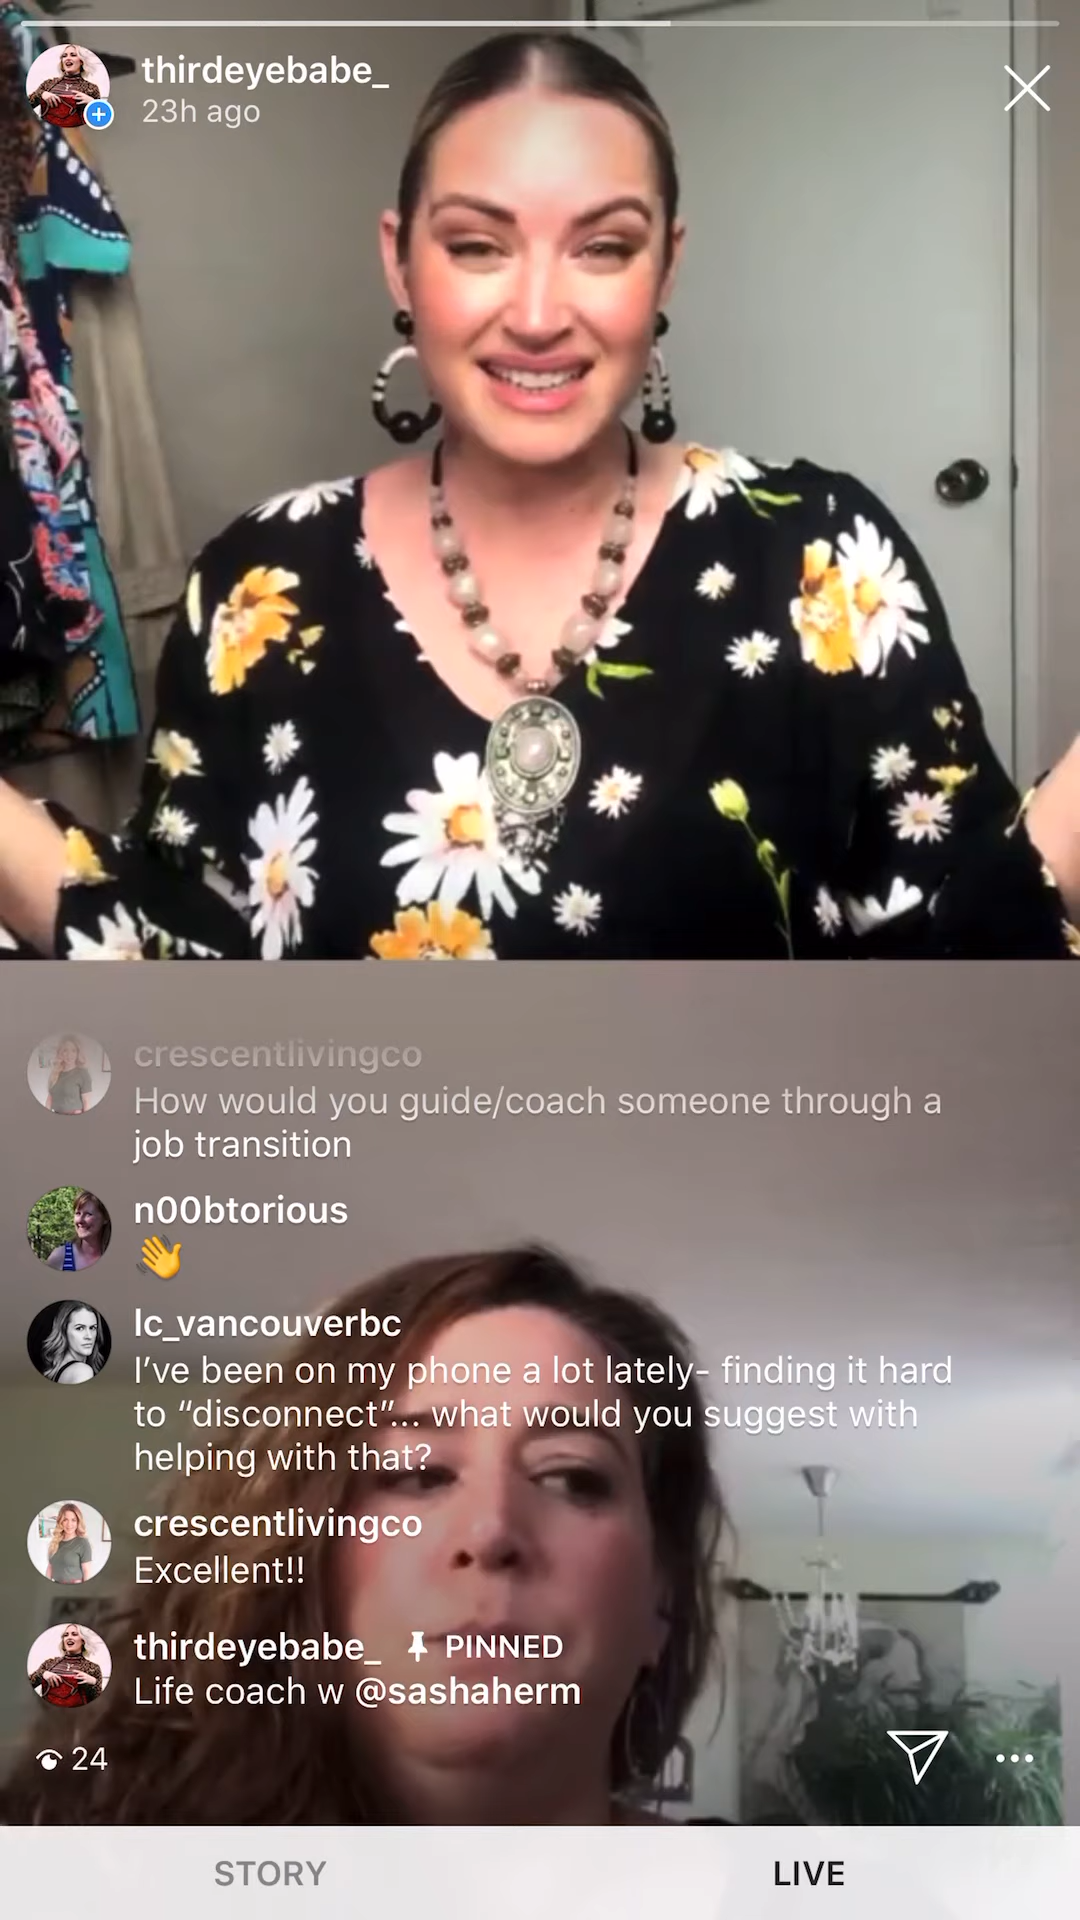 thirdeyebabe_
23h ago
crescentlivingco
How would you guide/coach someone through a
job transition
n00btorious
👋
lc_vancouverbc
I’ve been on my phone a lot lately- finding it hard
to “disconnect”... what would you suggest with
helping with that?
crescentlivingco
Excellent!!
thirdeyebabe_ PINNED
Life coach w @sashaherm
24
STORY LIVE